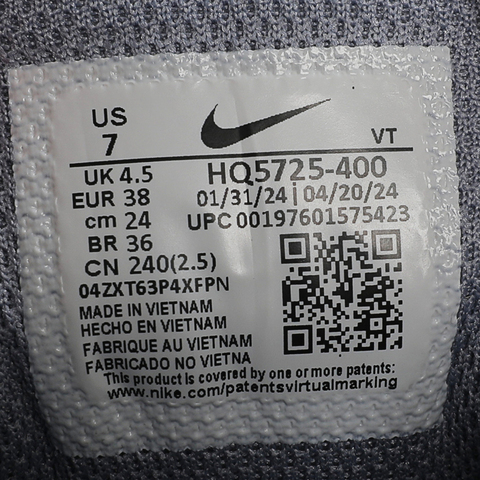 US
7
VT
UK 4.5
HQ5725-400
EUR 38
01/31/24 | 04/20/24
cm 24
UPC 00197601575423
BR 36
CN 240(2.5)
04ZXT63P4XFPN
MADE IN VIETNAM
HECHO EN VIETNAM
FABRIQUE AU VIETNAM
FABRICADO NO VIETNA
This product is covered by one or more patents:
www.nike.com/patentsvirtualmarking